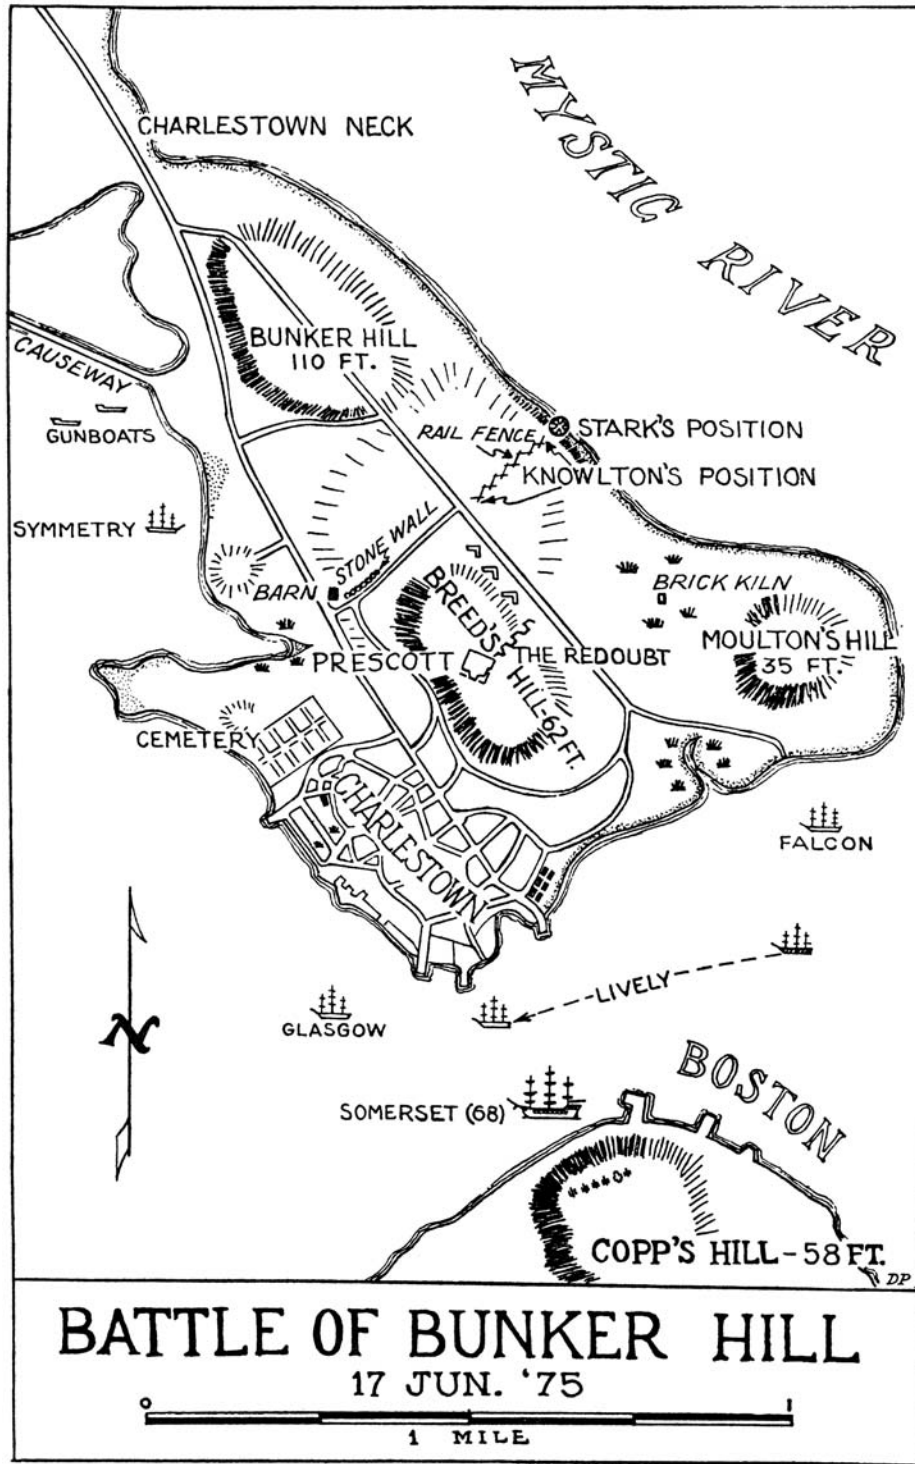 MYSTIC RIVER
CHARLESTOWN NECK
BUNKER HILL
110 FT.
CAUSEWAY
GUNBOATS
RAIL FENCE
STARK'S POSITION
KNOWLTON'S POSITION
SYMMETRY
STONE WALL
BARN
BRICK KILN
BREED'S HILL-62 FT.
MOULTON'S HILL
35 FT.
PRESCOTT
THE REDOUBT
CEMETERY
CHARLESTOWN
FALCON
LIVELY
N
GLASGOW
BOSTON
SOMERSET (68)
COPP'S HILL - 58 FT.
DP
BATTLE OF BUNKER HILL
17 JUN. '75
0 1
1 MILE